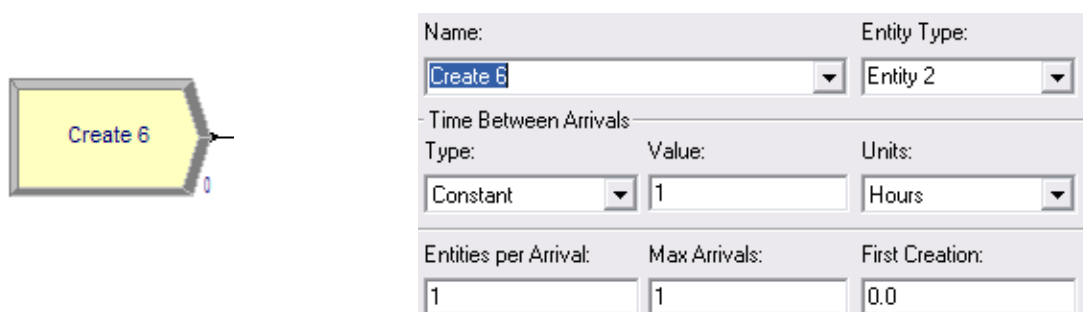 Create 6
0
Name:
Entity Type:
Create 6
Entity 2
Time Between Arrivals
Type:
Value:
Units:
Constant
1
Hours
Entities per Arrival:
Max Arrivals:
First Creation:
1
1
0.0